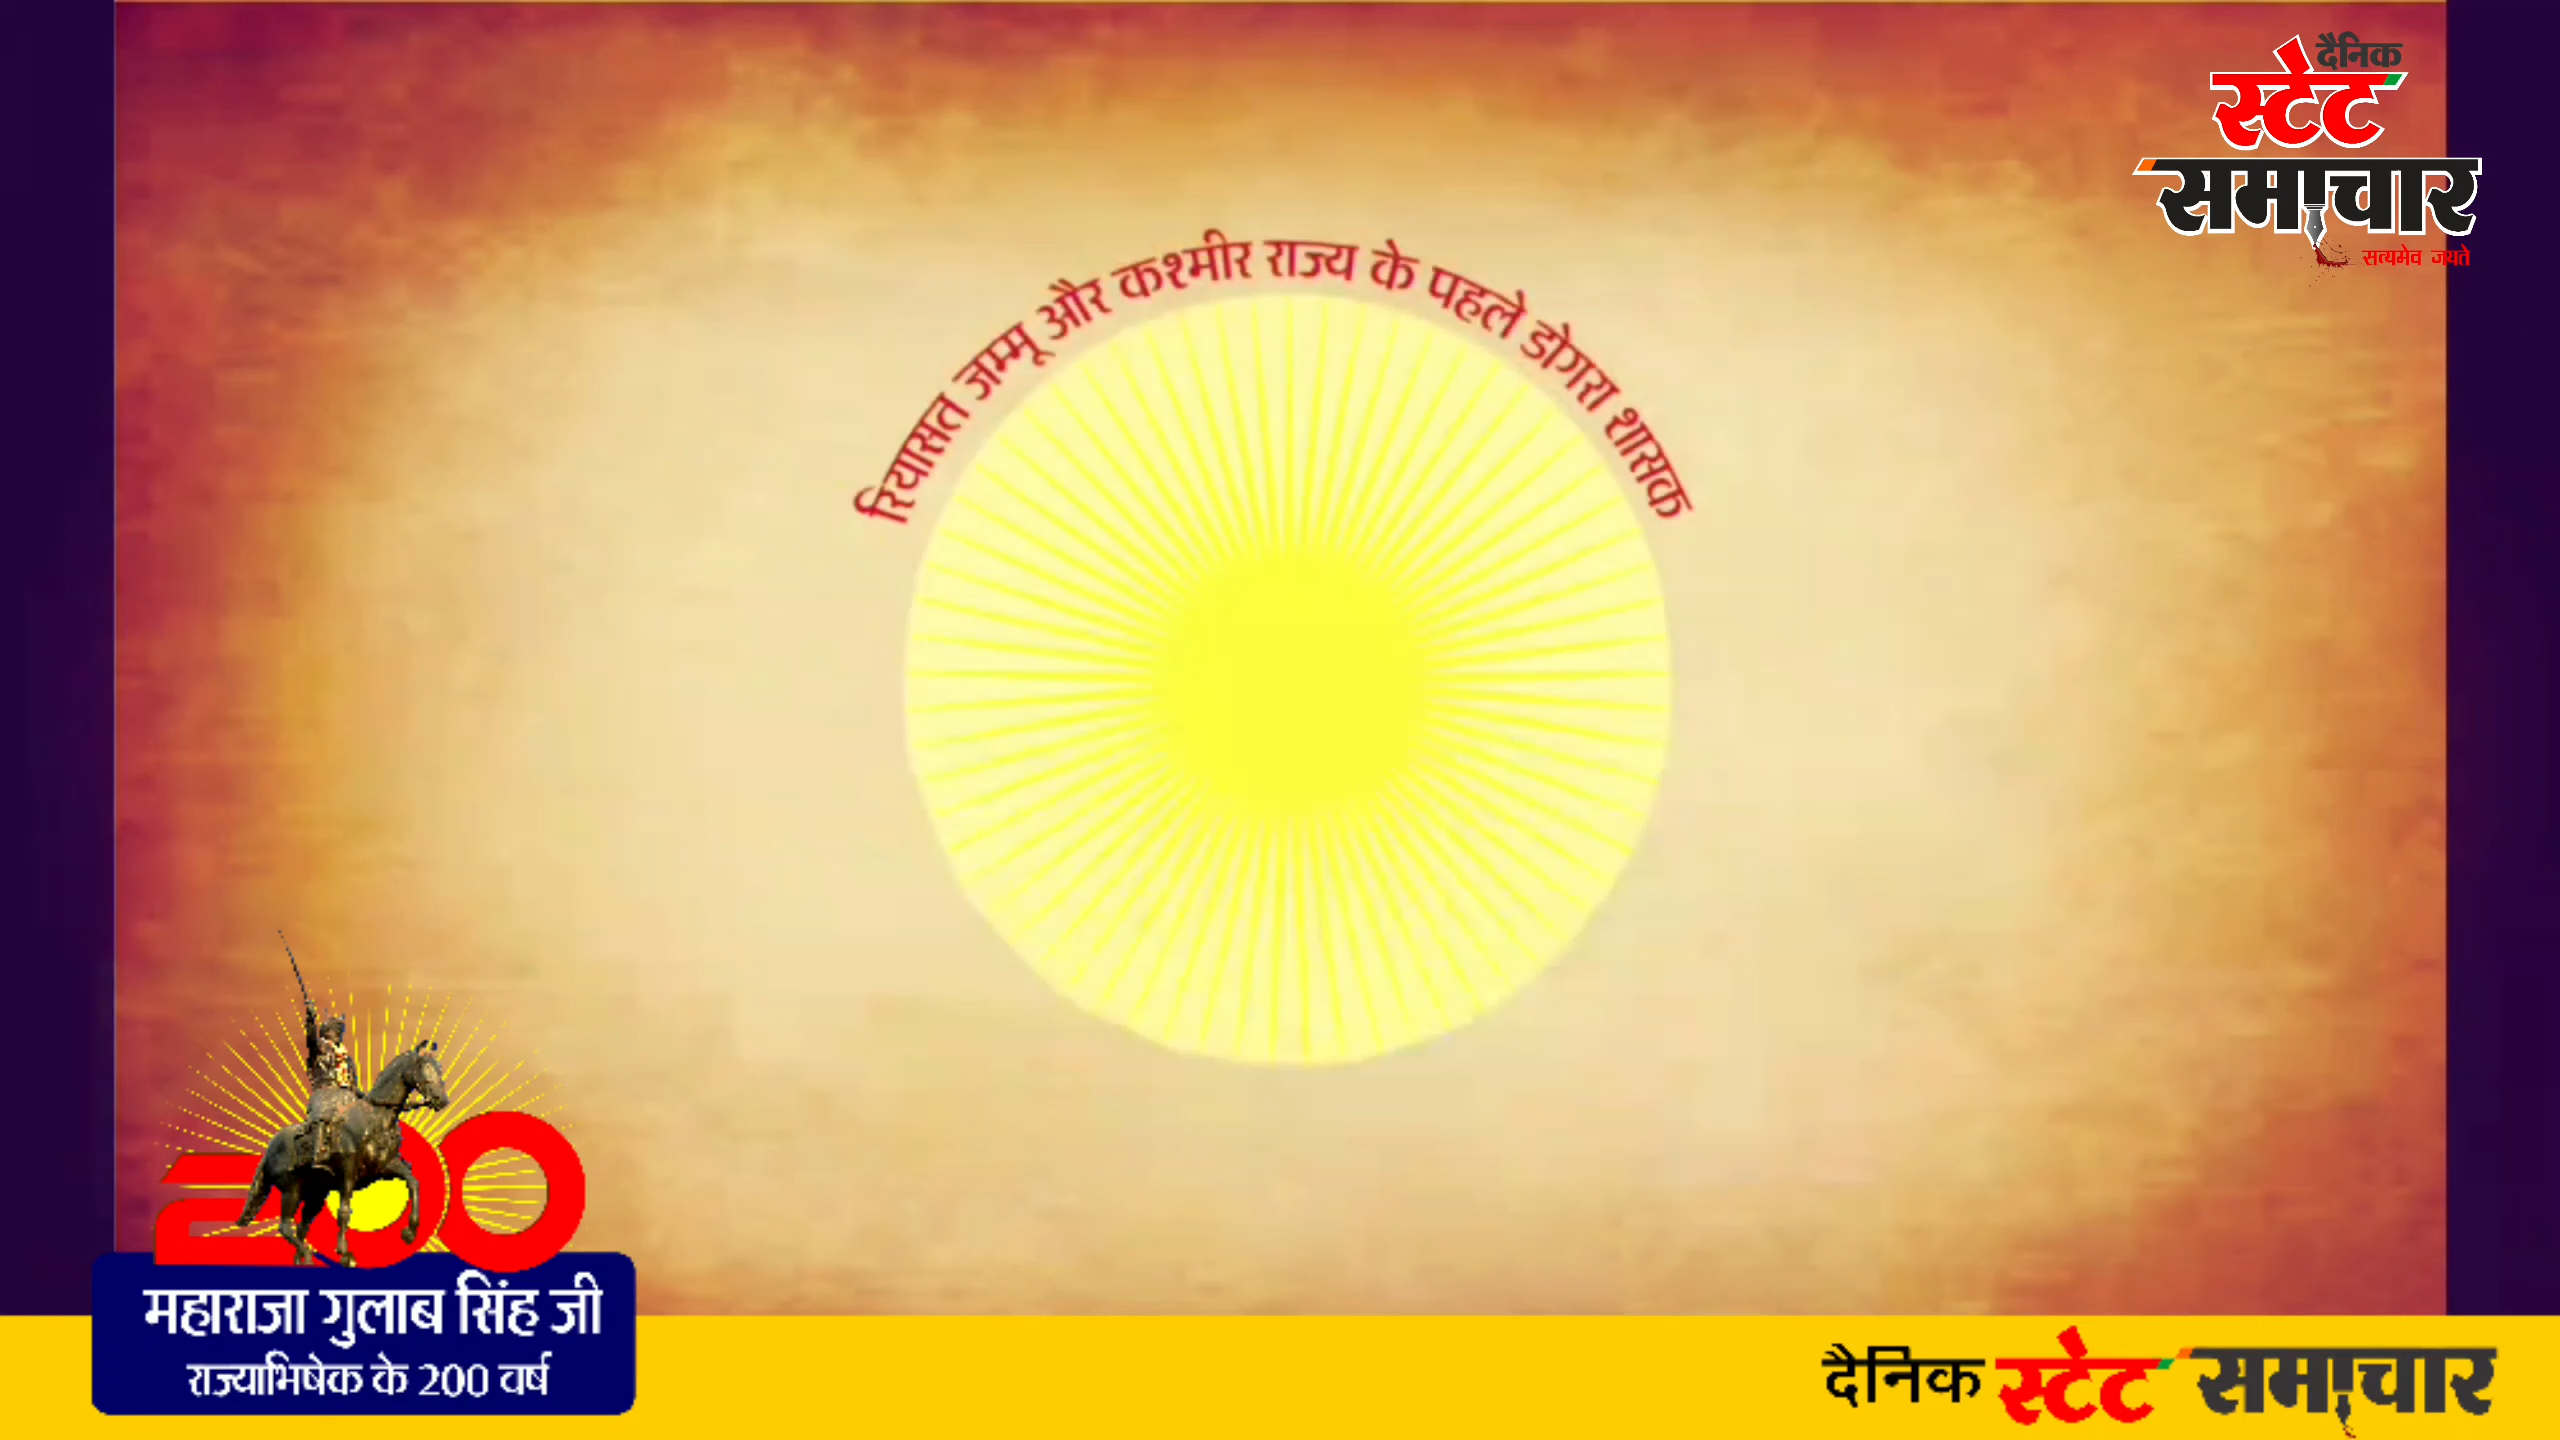 दैनिक
स्टेट
समाचार
सत्यमेव जयते
रियासत जम्मू और कश्मीर राज्य के पहले डोगरा शासक
200
महाराजा गुलाब सिंह जी
राज्याभिषेक के 200 वर्ष
दैनिक स्टेट समाचार